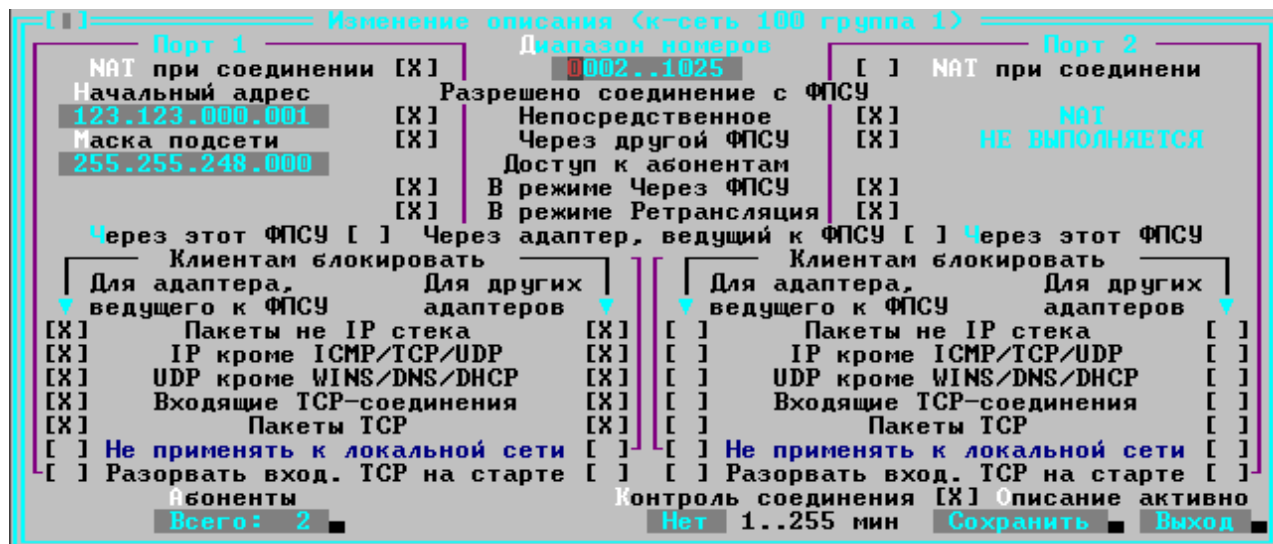 [ ] Изменение описания (к-сеть 100 группа 1)
Порт 1 Диапазон номеров Порт 2
NAT при соединении [X] 0002..1025 [ ] NAT при соединени
Начальный адрес Разрешено соединение с ФПСУ
123.123.000.001 [X] Непосредственное [X] NAT
Маска подсети [X] Через другой ФПСУ [X] НЕ ВЫПОЛНЯЕТСЯ
255.255.248.000 Доступ к абонентам
[X] В режиме Через ФПСУ [X]
[X] В режиме Ретрансляция [X]
Через этот ФПСУ [ ] Через адаптер, ведущий к ФПСУ [ ] Через этот ФПСУ
Клиентам блокировать Клиентам блокировать
Для адаптера, Для других Для адаптера, Для других
ведущего к ФПСУ адаптеров ведущего к ФПСУ адаптеров
[X] Пакеты не IP стека [X] [ ] Пакеты не IP стека [ ]
[X] IP кроме ICMP/TCP/UDP [X] [ ] IP кроме ICMP/TCP/UDP [ ]
[X] UDP кроме WINS/DNS/DHCP [X] [ ] UDP кроме WINS/DNS/DHCP [ ]
[X] Входящие TCP-соединения [X] [ ] Входящие TCP-соединения [ ]
[X] Пакеты TCP [X] [ ] Пакеты TCP [ ]
[ ] Не применять к локальной сети [ ] [ ] Не применять к локальной сети [ ]
[ ] Разорвать вход. TCP на старте [ ] [ ] Разорвать вход. TCP на старте [ ]
Абоненты Контроль соединения [X] Описание активно
Всего: 2 Нет 1..255 мин Сохранить Выход